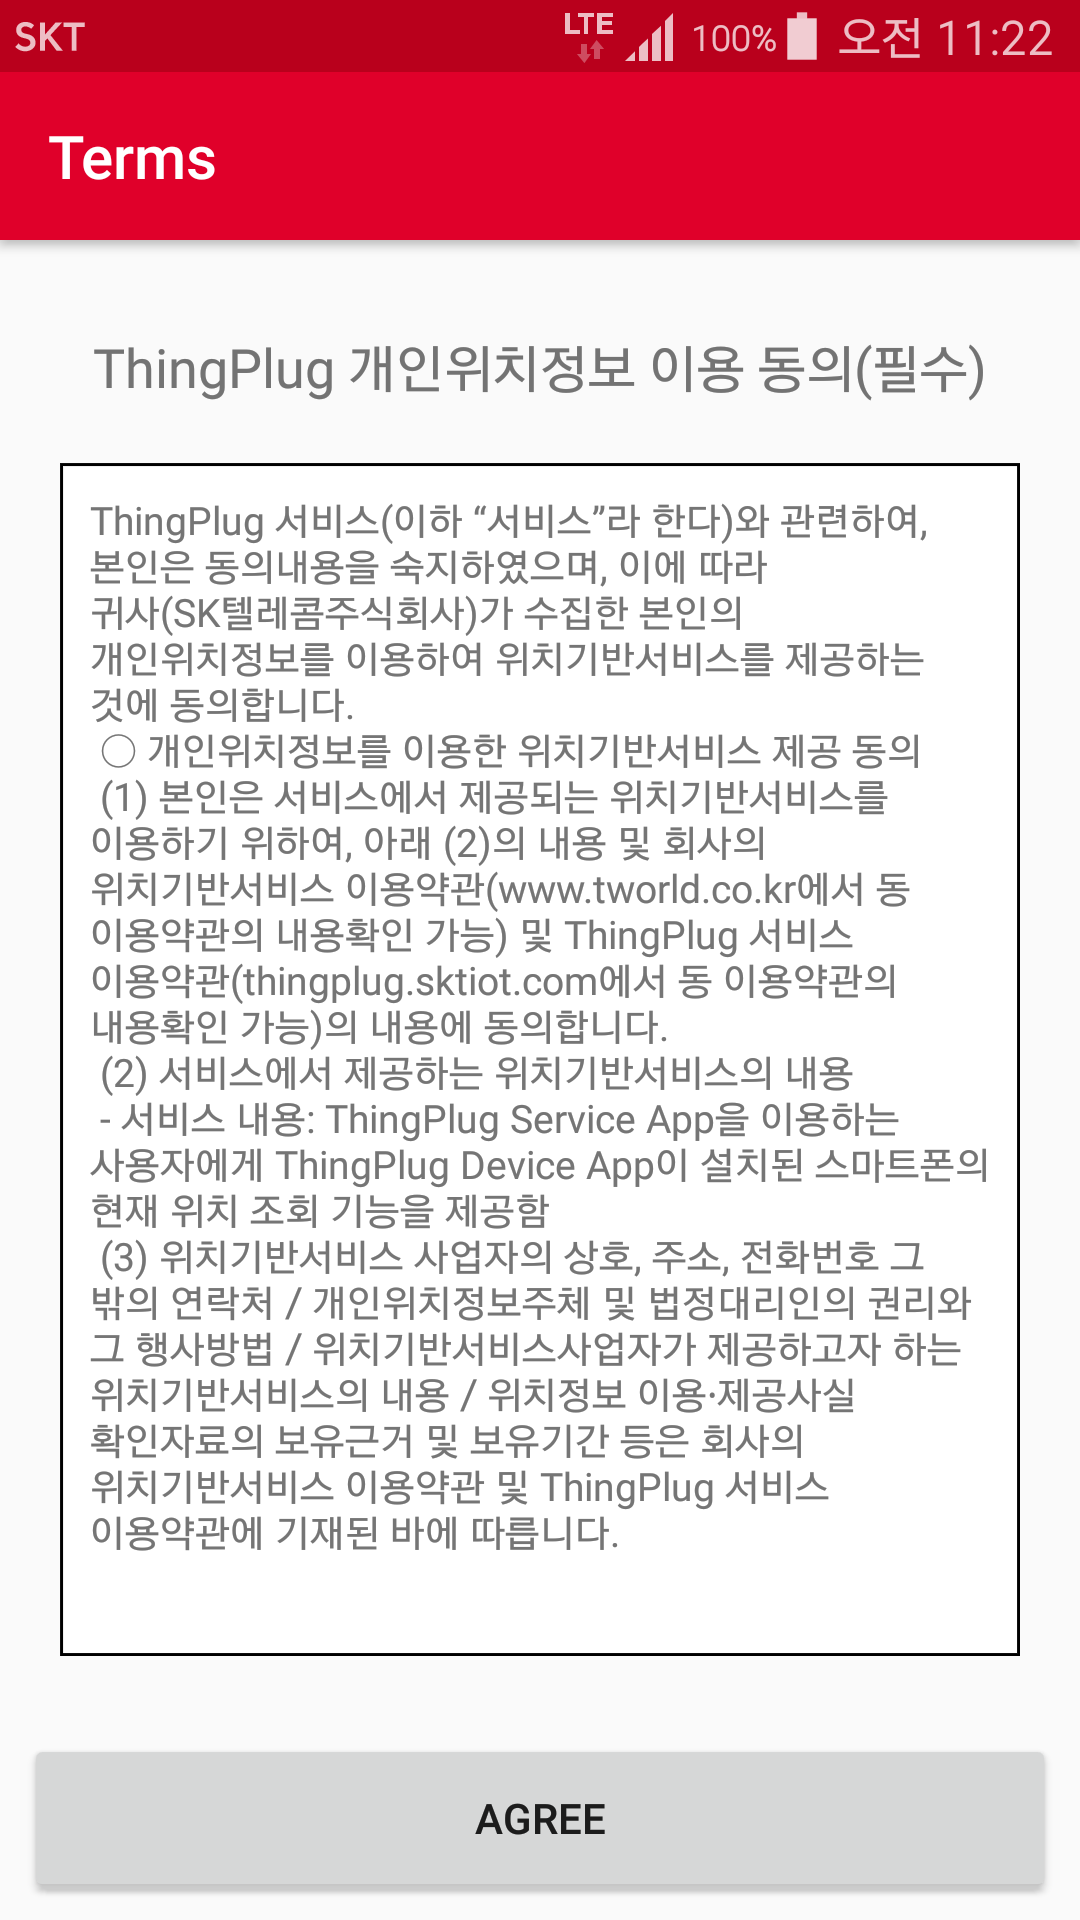 SKT LTE 100% 오전 11:22
Terms
ThingPlug 개인위치정보 이용 동의(필수)
ThingPlug 서비스(이하 “서비스”라 한다)와 관련하여,
본인은 동의내용을 숙지하였으며, 이에 따라
귀사(SK텔레콤주식회사)가 수집한 본인의
개인위치정보를 이용하여 위치기반서비스를 제공하는
것에 동의합니다.
○ 개인위치정보를 이용한 위치기반서비스 제공 동의
(1) 본인은 서비스에서 제공되는 위치기반서비스를
이용하기 위하여, 아래 (2)의 내용 및 회사의
위치기반서비스 이용약관(www.tworld.co.kr에서 동
이용약관의 내용확인 가능) 및 ThingPlug 서비스
이용약관(thingplug.sktiot.com에서 동 이용약관의
내용확인 가능)의 내용에 동의합니다.
(2) 서비스에서 제공하는 위치기반서비스의 내용
- 서비스 내용: ThingPlug Service App을 이용하는
사용자에게 ThingPlug Device App이 설치된 스마트폰의
현재 위치 조회 기능을 제공함
(3) 위치기반서비스 사업자의 상호, 주소, 전화번호 그
밖의 연락처 / 개인위치정보주체 및 법정대리인의 권리와
그 행사방법 / 위치기반서비스사업자가 제공하고자 하는
위치기반서비스의 내용 / 위치정보 이용·제공사실
확인자료의 보유근거 및 보유기간 등은 회사의
위치기반서비스 이용약관 및 ThingPlug 서비스
이용약관에 기재된 바에 따릅니다.
AGREE